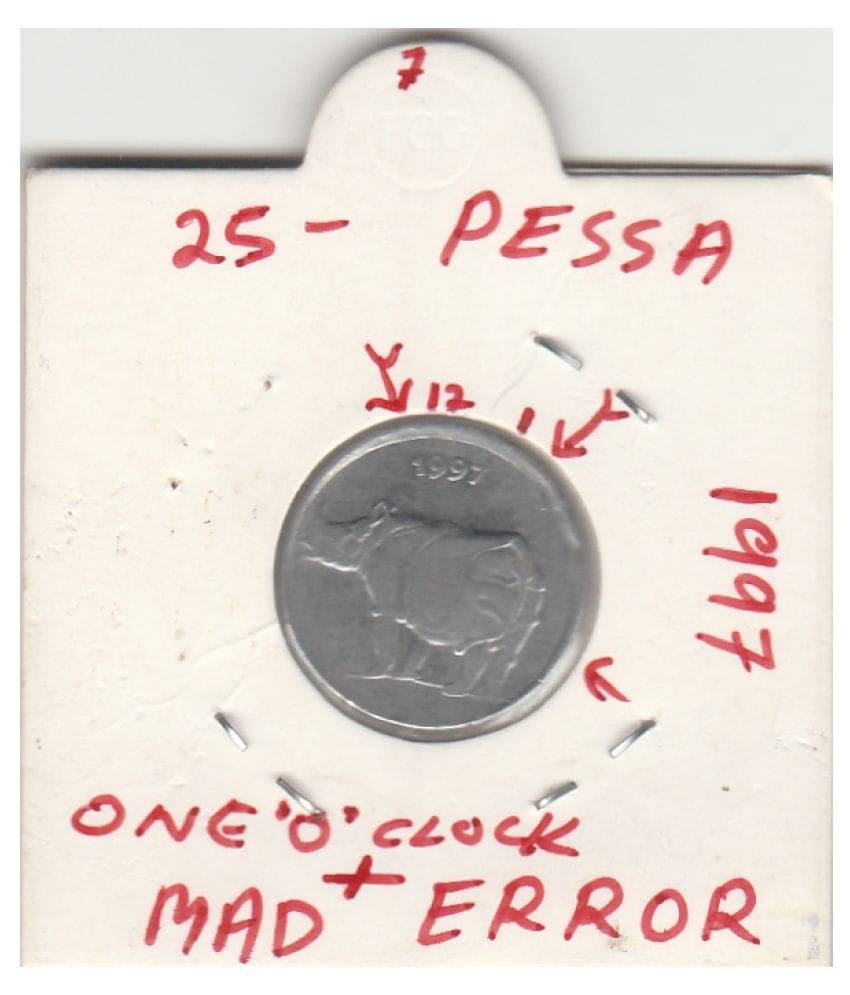 7
25- PESSA
12 1
1997
1997
ONE 'O' CLOCK
+
MAD ERROR